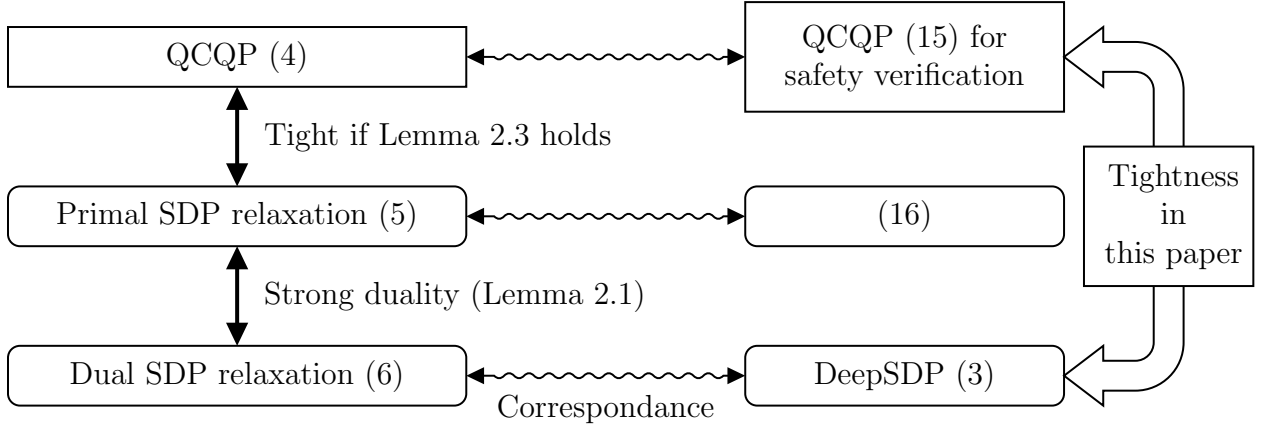 QCQP (4)
QCQP (15) for
safety verification
Tight if Lemma 2.3 holds
Tightness
in
this paper
Primal SDP relaxation (5)
(16)
Strong duality (Lemma 2.1)
Dual SDP relaxation (6)
DeepSDP (3)
Correspondance